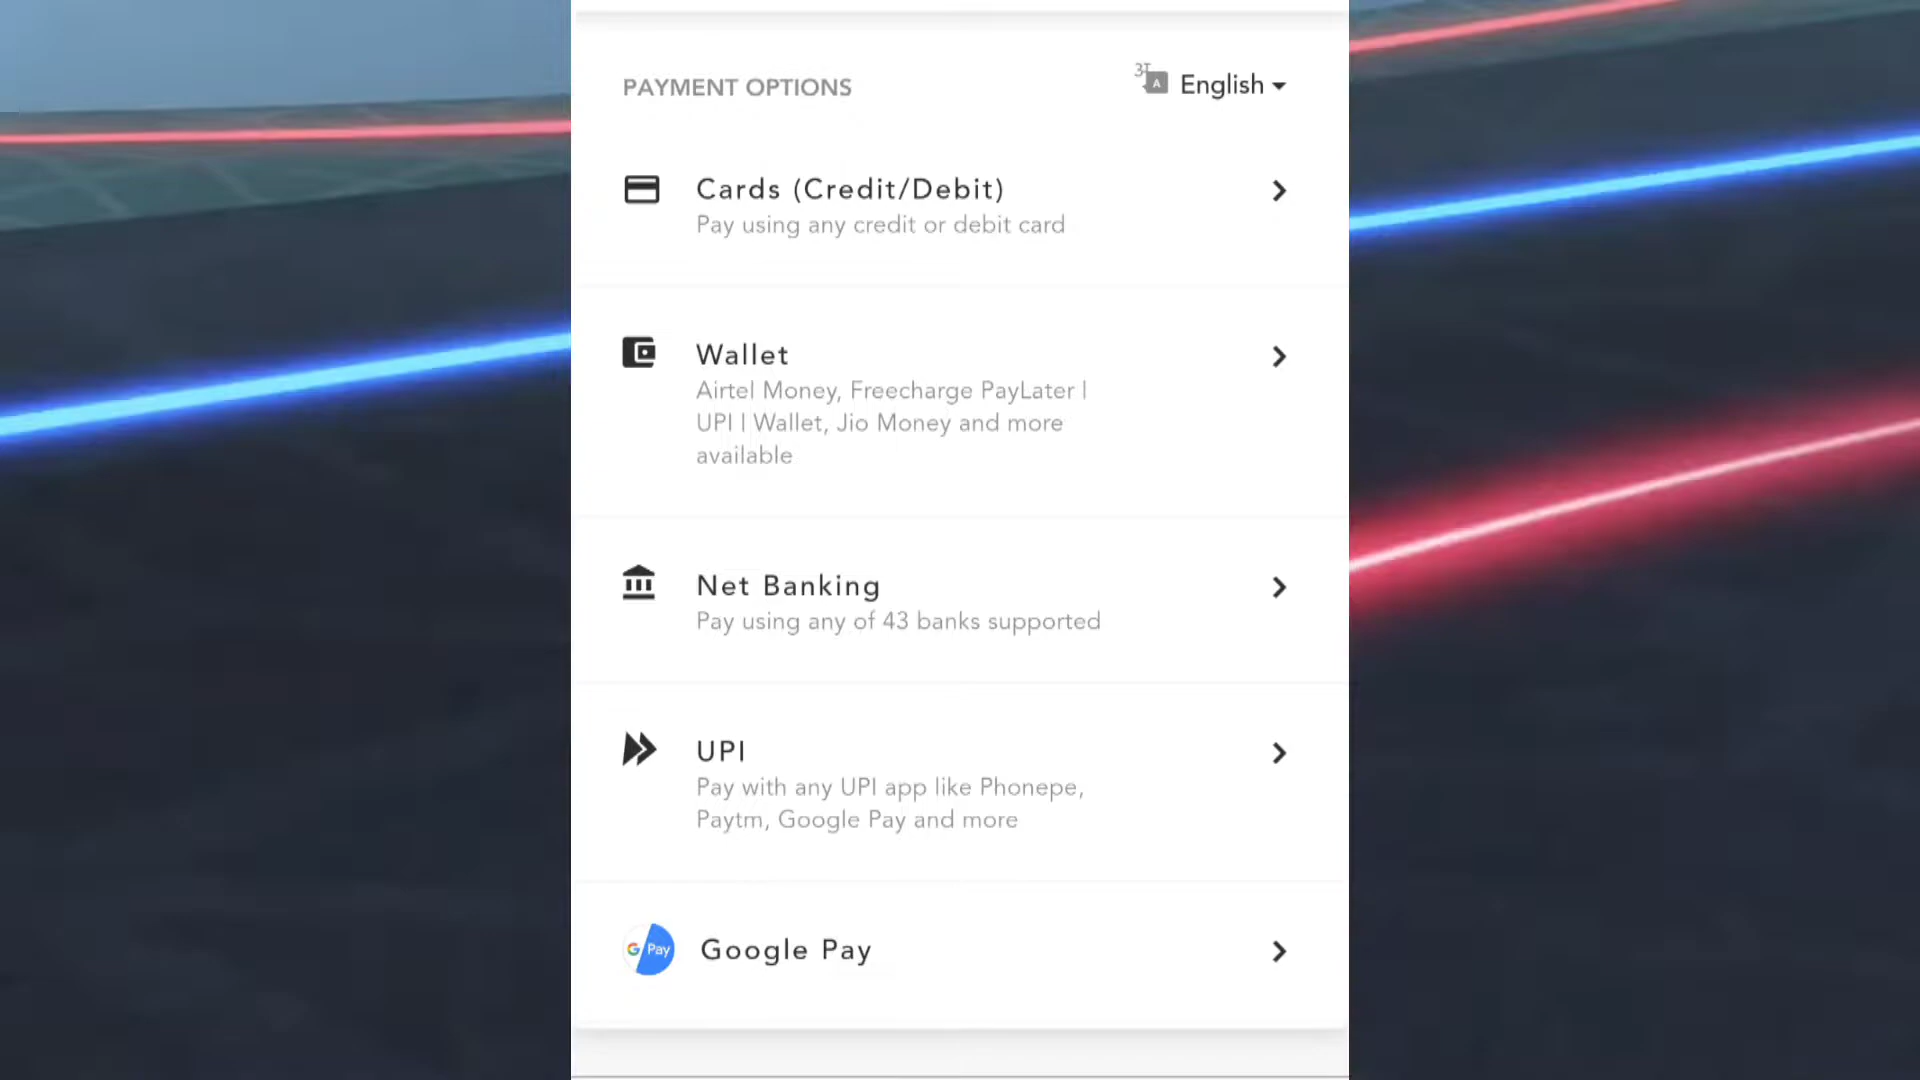 PAYMENT OPTIONS
English
Cards (Credit/Debit)
Pay using any credit or debit card
Wallet
Airtel Money, Freecharge PayLater |
UPI | Wallet, Jio Money and more
available
Net Banking
Pay using any of 43 banks supported
UPI
Pay with any UPI app like Phonepe,
Paytm, Google Pay and more
G Pay
Google Pay